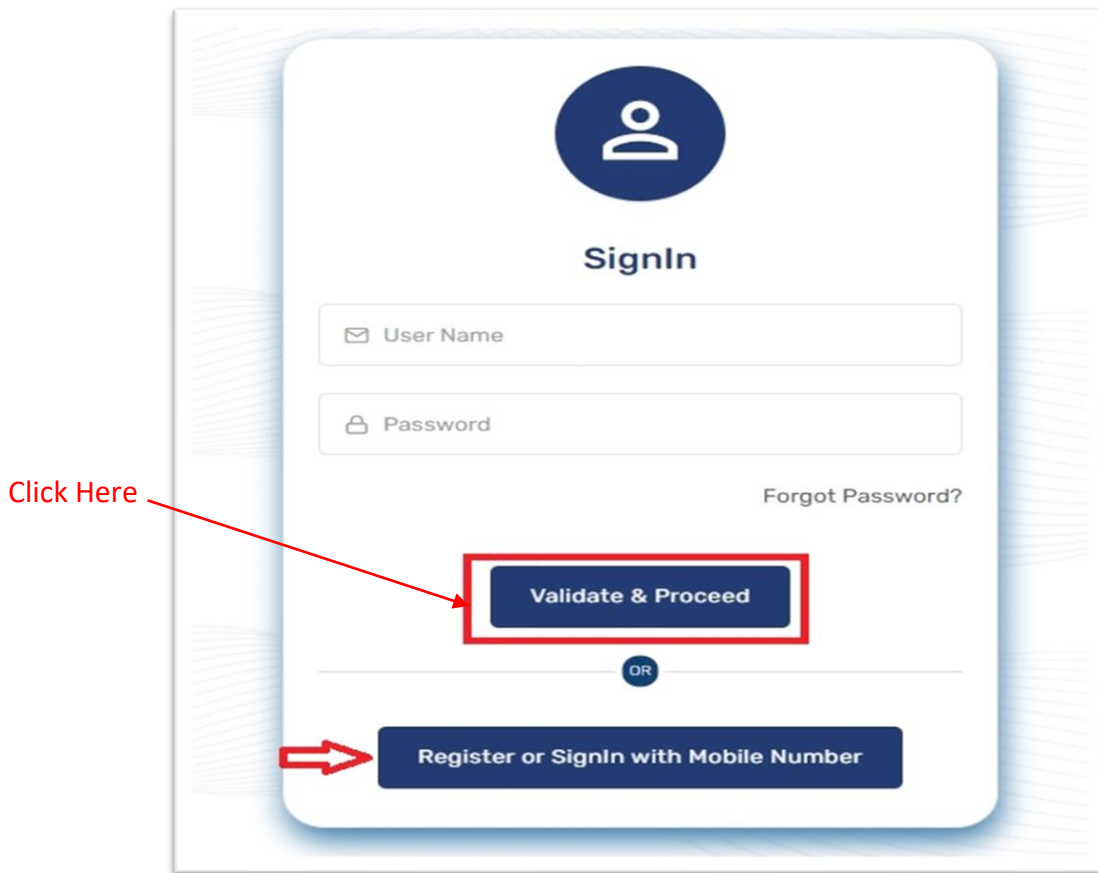 SignIn
User Name
Password
Click Here
Forgot Password?
Validate & Proceed
OR
Register or SignIn with Mobile Number